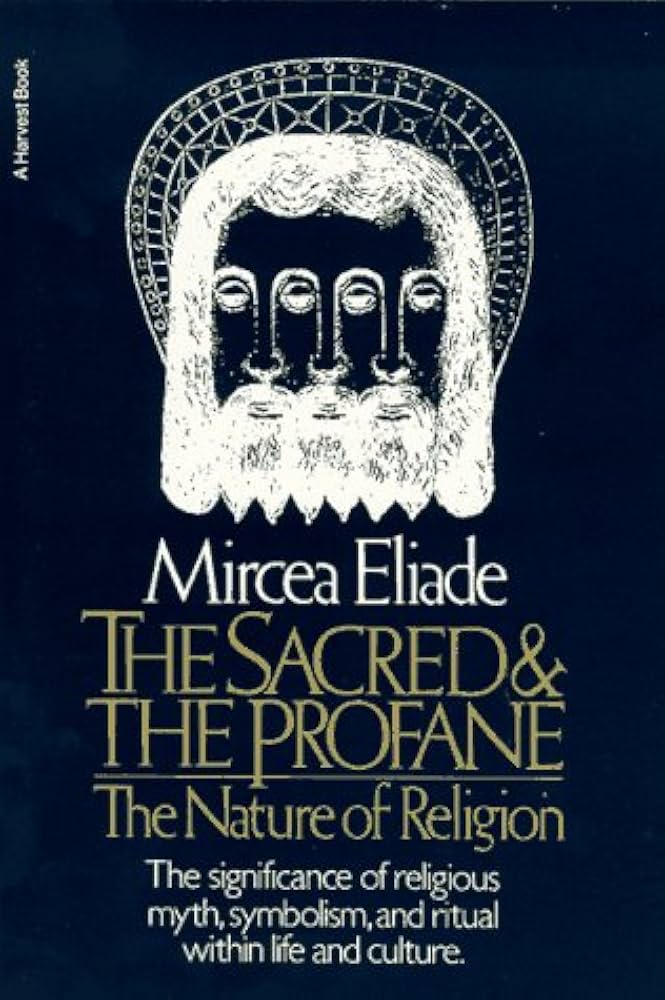 A Harvest Book
Mircea Eliade
THE SACRED &
THE PROFANE
The Nature of Religion
The significance of religious
myth, symbolism, and ritual
within life and culture.